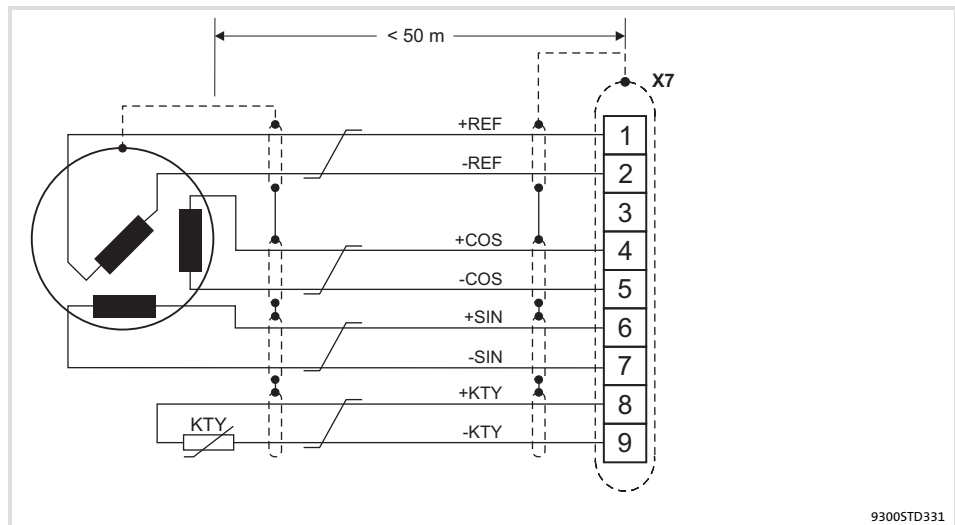 < 50 m
X7
+REF 1
-REF 2
3
+COS 4
-COS 5
+SIN 6
-SIN 7
+KTY 8
KTY
-KTY 9
9300STD331